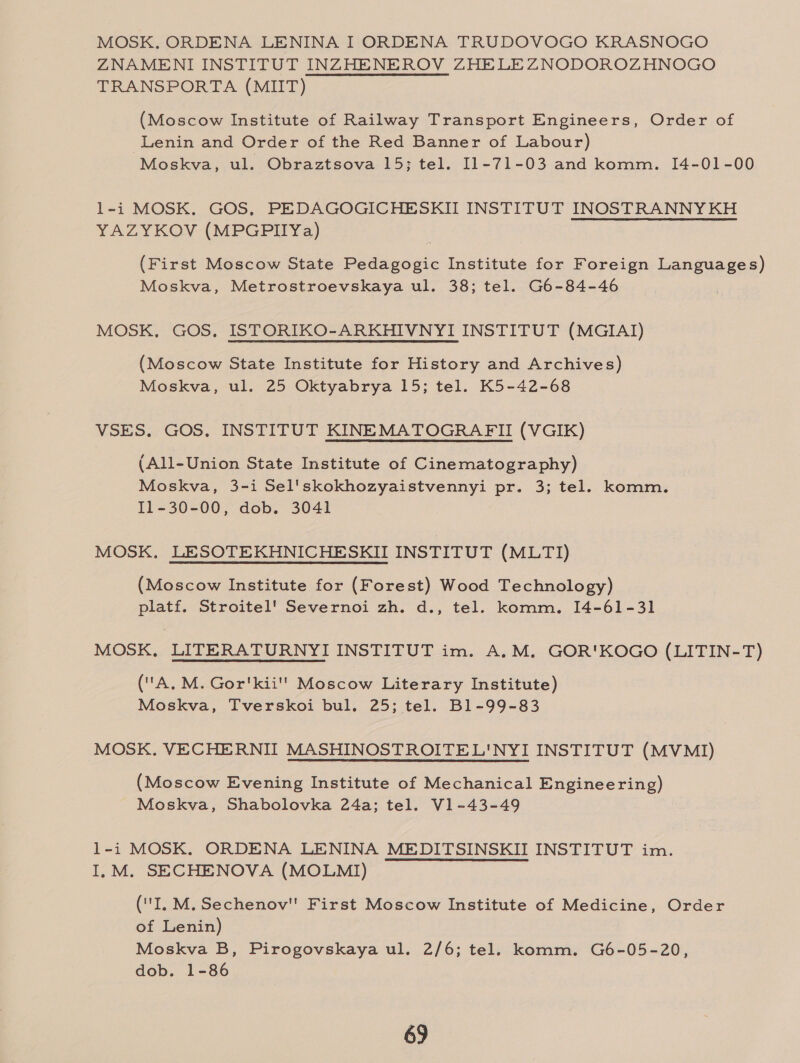 MOSK. ORDENA LENINA I ORDENA TRUDOVOGO KRASNOGO
ZNAMENI INSTITUT INZHENEROV ZHELEZNODOROZHNOGO
TRANSPORTA (MIIT)
(Moscow Institute of Railway Transport Engineers, Order of
Lenin and Order of the Red Banner of Labour)
Moskva, ul. Obraztsova 15; tel. I1-71-03 and komm. I4-01-00
1-i MOSK. GOS. PEDAGOGICHESKII INSTITUT INOSTRANNYKH
YAZYKOV (MPGPIIYa)
(First Moscow State Pedagogic Institute for Foreign Languages)
Moskva, Metrostroevskaya ul. 38; tel. G6-84-46
MOSK. GOS. ISTORIKO-ARKHIVNYI INSTITUT (MGIAI)
(Moscow State Institute for History and Archives)
Moskva, ul. 25 Oktyabrya 15; tel. K5-42-68
VSES. GOS. INSTITUT KINEMATOGRAFII (VGIK)
(All-Union State Institute of Cinematography)
Moskva, 3-i Sel'skokhozyaistvennyi pr. 3; tel. komm.
I1-30-00, dob. 3041
MOSK. LESOTEKHNICHESKII INSTITUT (MLTI)
(Moscow Institute for (Forest) Wood Technology)
platf. Stroitel' Severnoi zh. d., tel. komm. I4-61-31
MOSK. LITERATURNYI INSTITUT im. A. M. GOR'KOGO (LITIN-T)
("A. M. Gor'kii" Moscow Literary Institute)
Moskva, Tverskoi bul. 25; tel. B1-99-83
MOSK. VECHERNII MASHINOSTROITEL'NYI INSTITUT (MVMI)
(Moscow Evening Institute of Mechanical Engineering)
Moskva, Shabolovka 24a; tel. V1-43-49
1-i MOSK. ORDENA LENINA MEDITSINSKII INSTITUT im.
I. M. SECHENOVA (MOLMI)
("I. M. Sechenov" First Moscow Institute of Medicine, Order
of Lenin)
Moskva B, Pirogovskaya ul. 2/6; tel. komm. G6-05-20,
dob. 1-86
69